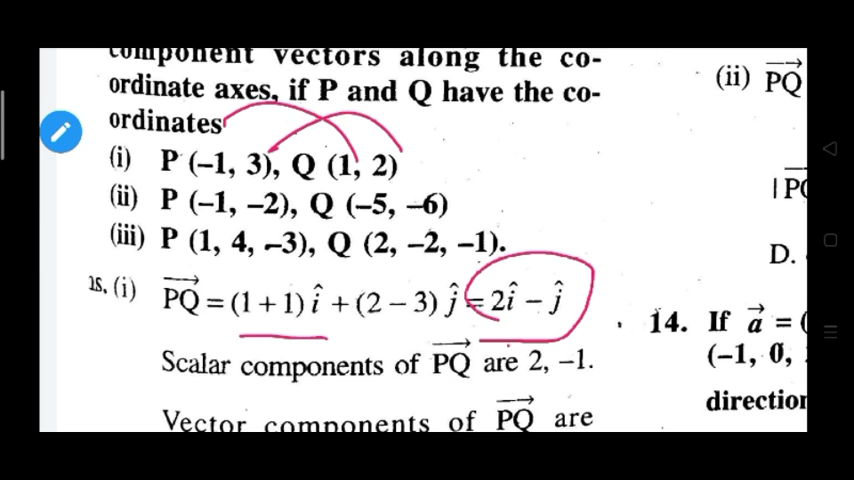 component vectors along the co-
ordinate axes, if P and Q have the co-
ordinates
(i) P (–1, 3), Q (1, 2)
(ii) P (–1, –2), Q (–5, –6)
(iii) P (1, 4, –3), Q (2, –2, –1).
ns. (i) PQ⃗ = (1 + 1) î + (2 – 3) ĵ = 2î – ĵ
Scalar components of PQ⃗ are 2, –1.
Vector components of PQ⃗ are
(ii) PQ⃗
| PQ⃗
D.
14. If a⃗ = (
(–1, 0,
direction